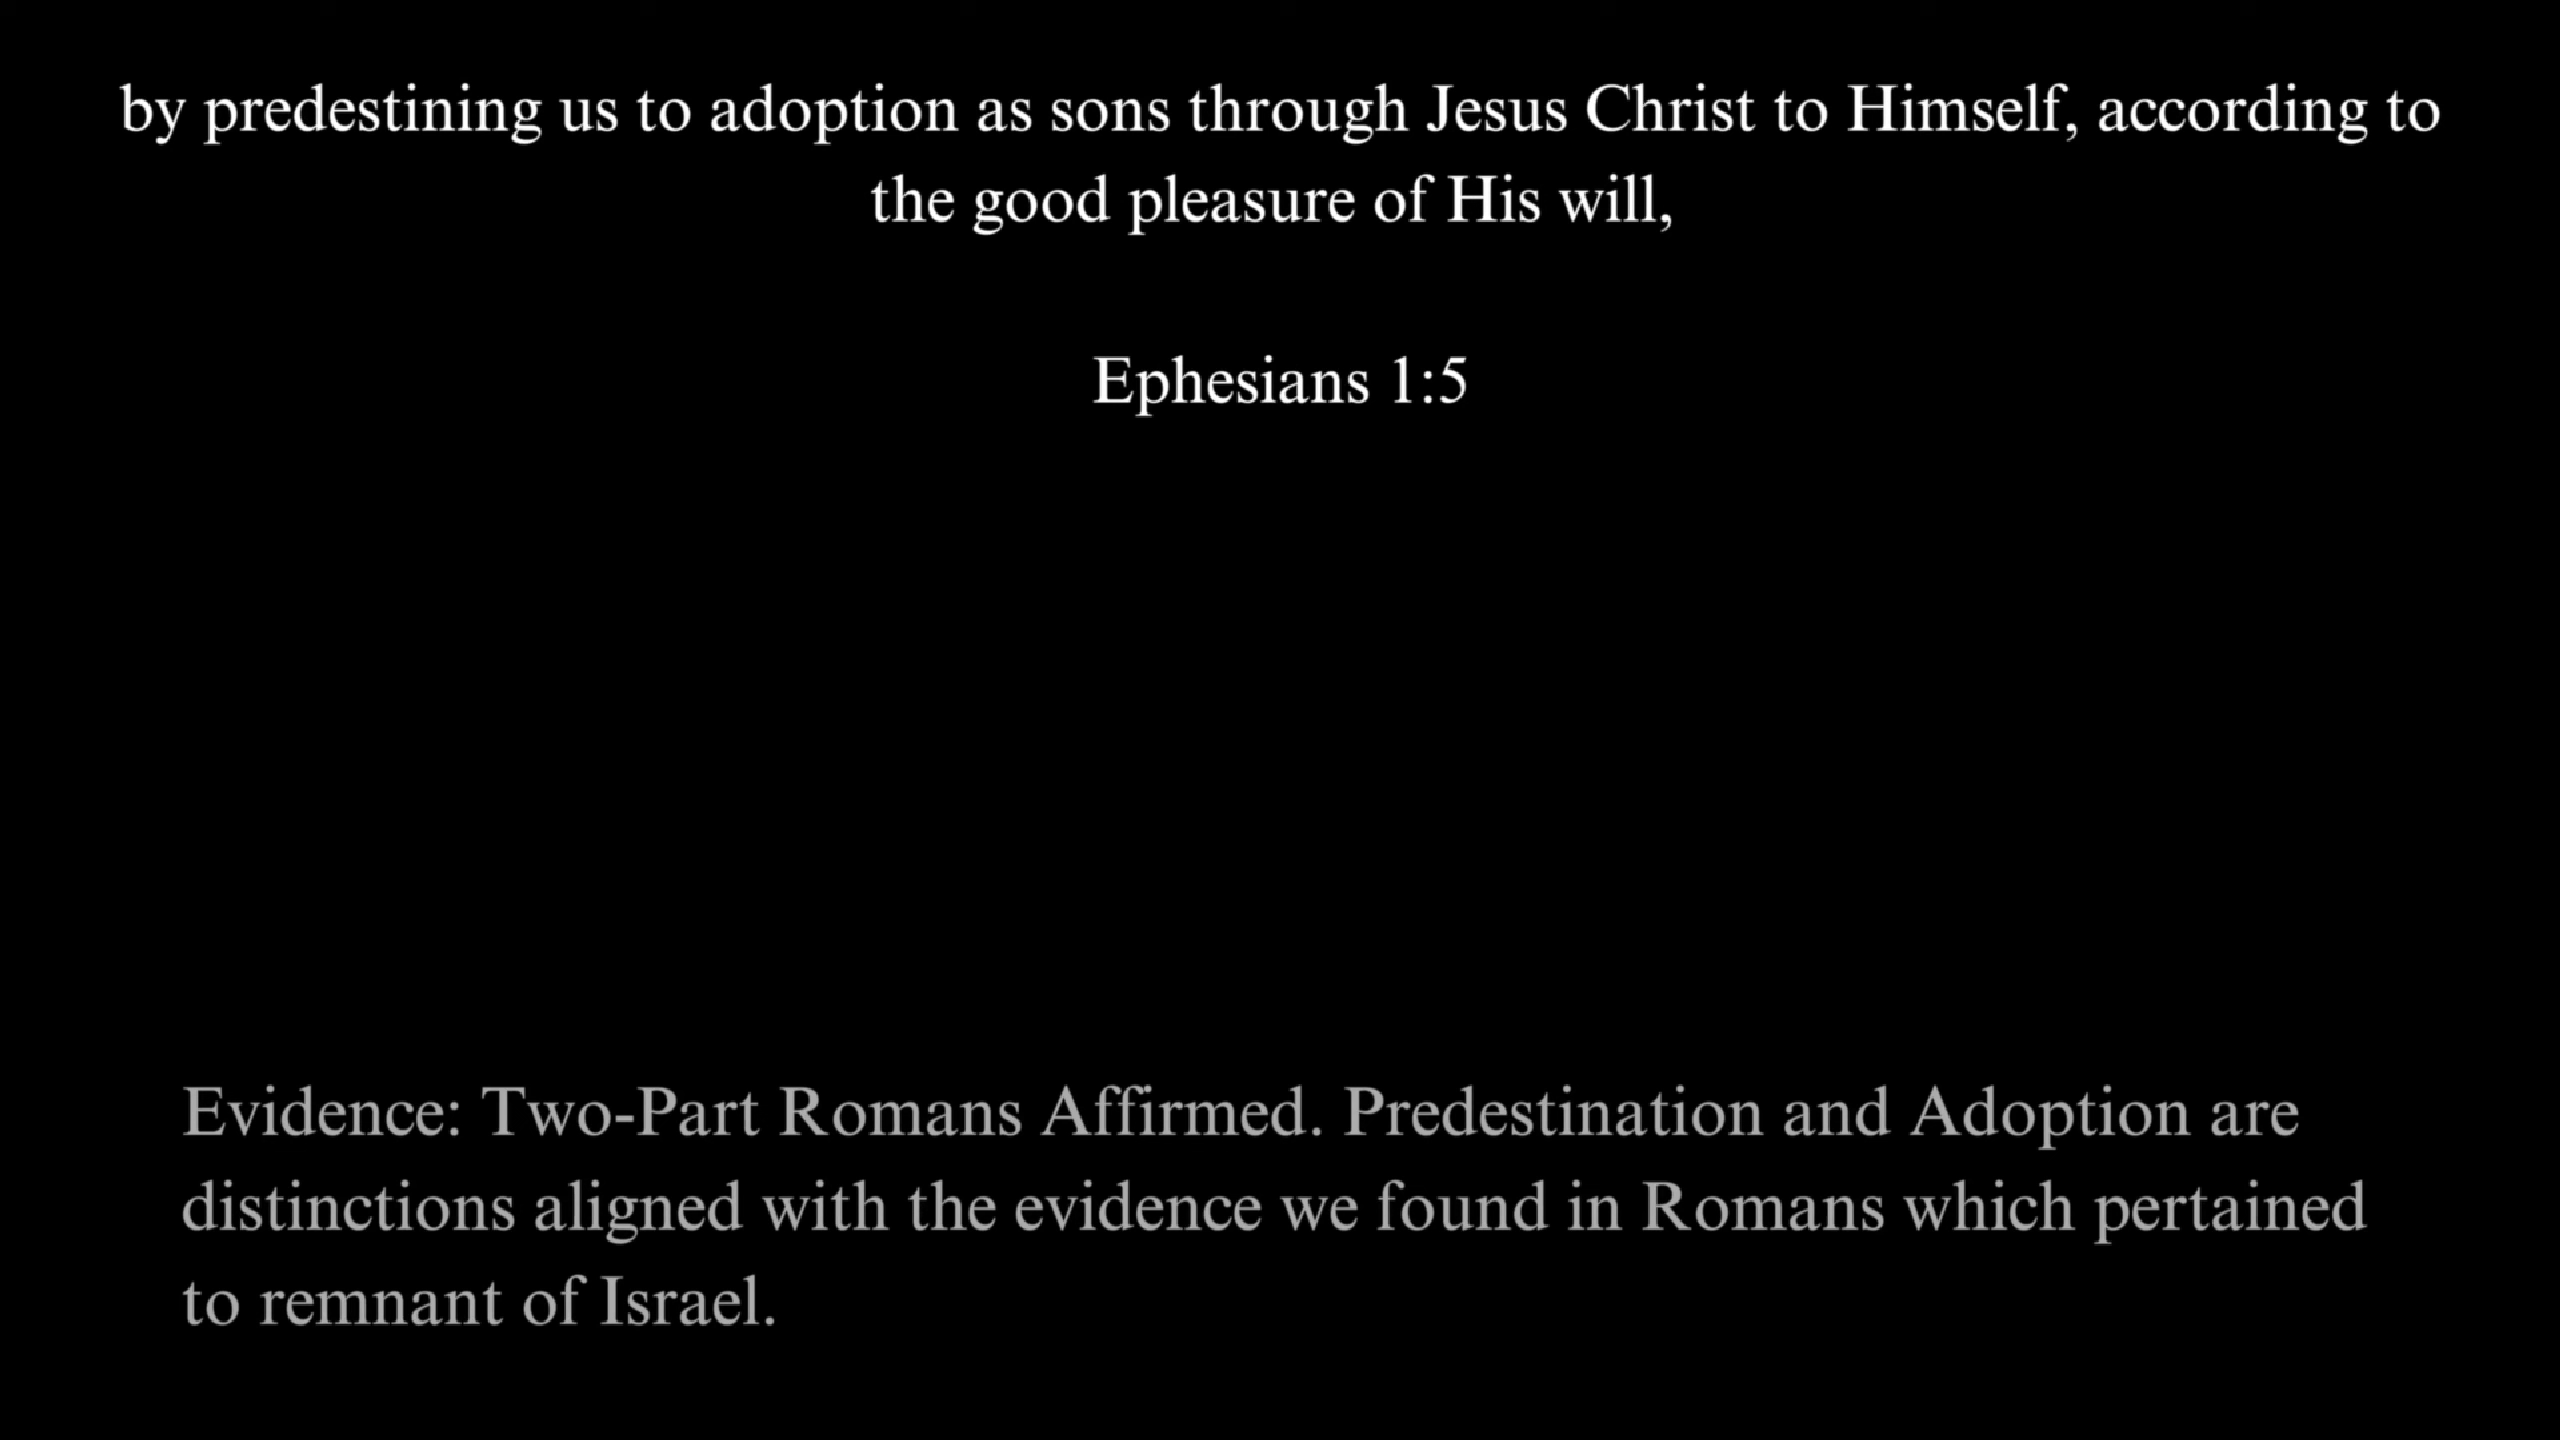 by predestining us to adoption as sons through Jesus Christ to Himself, according to
the good pleasure of His will,
Ephesians 1:5
Evidence: Two-Part Romans Affirmed. Predestination and Adoption are
distinctions aligned with the evidence we found in Romans which pertained
to remnant of Israel.